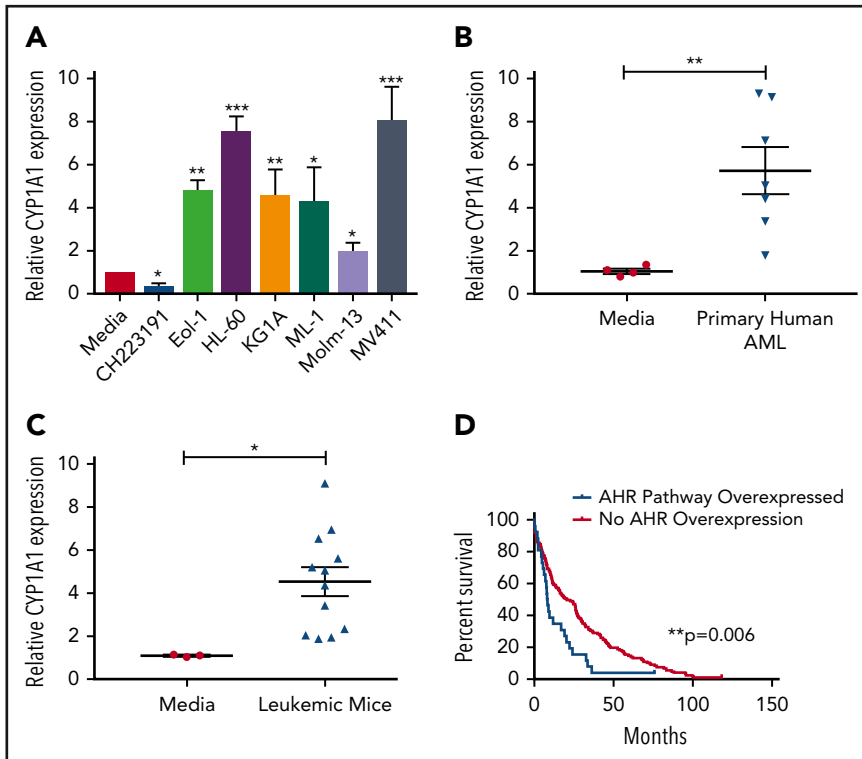 A
Relative CYP1A1 expression
10
8
6
4
2
0
*
**
***
**
*
*
***
Media
CH223191
Eol-1
HL-60
KG1A
ML-1
Molm-13
MV411
B
Relative CYP1A1 expression
10
8
6
4
2
0
**
Media
Primary Human
AML
C
Relative CYP1A1 expression
10
8
6
4
2
0
*
Media
Leukemic Mice
D
AHR Pathway Overexpressed
No AHR Overexpression
Percent survival
100
80
60
40
20
0
**p=0.006
0 50 100 150
Months